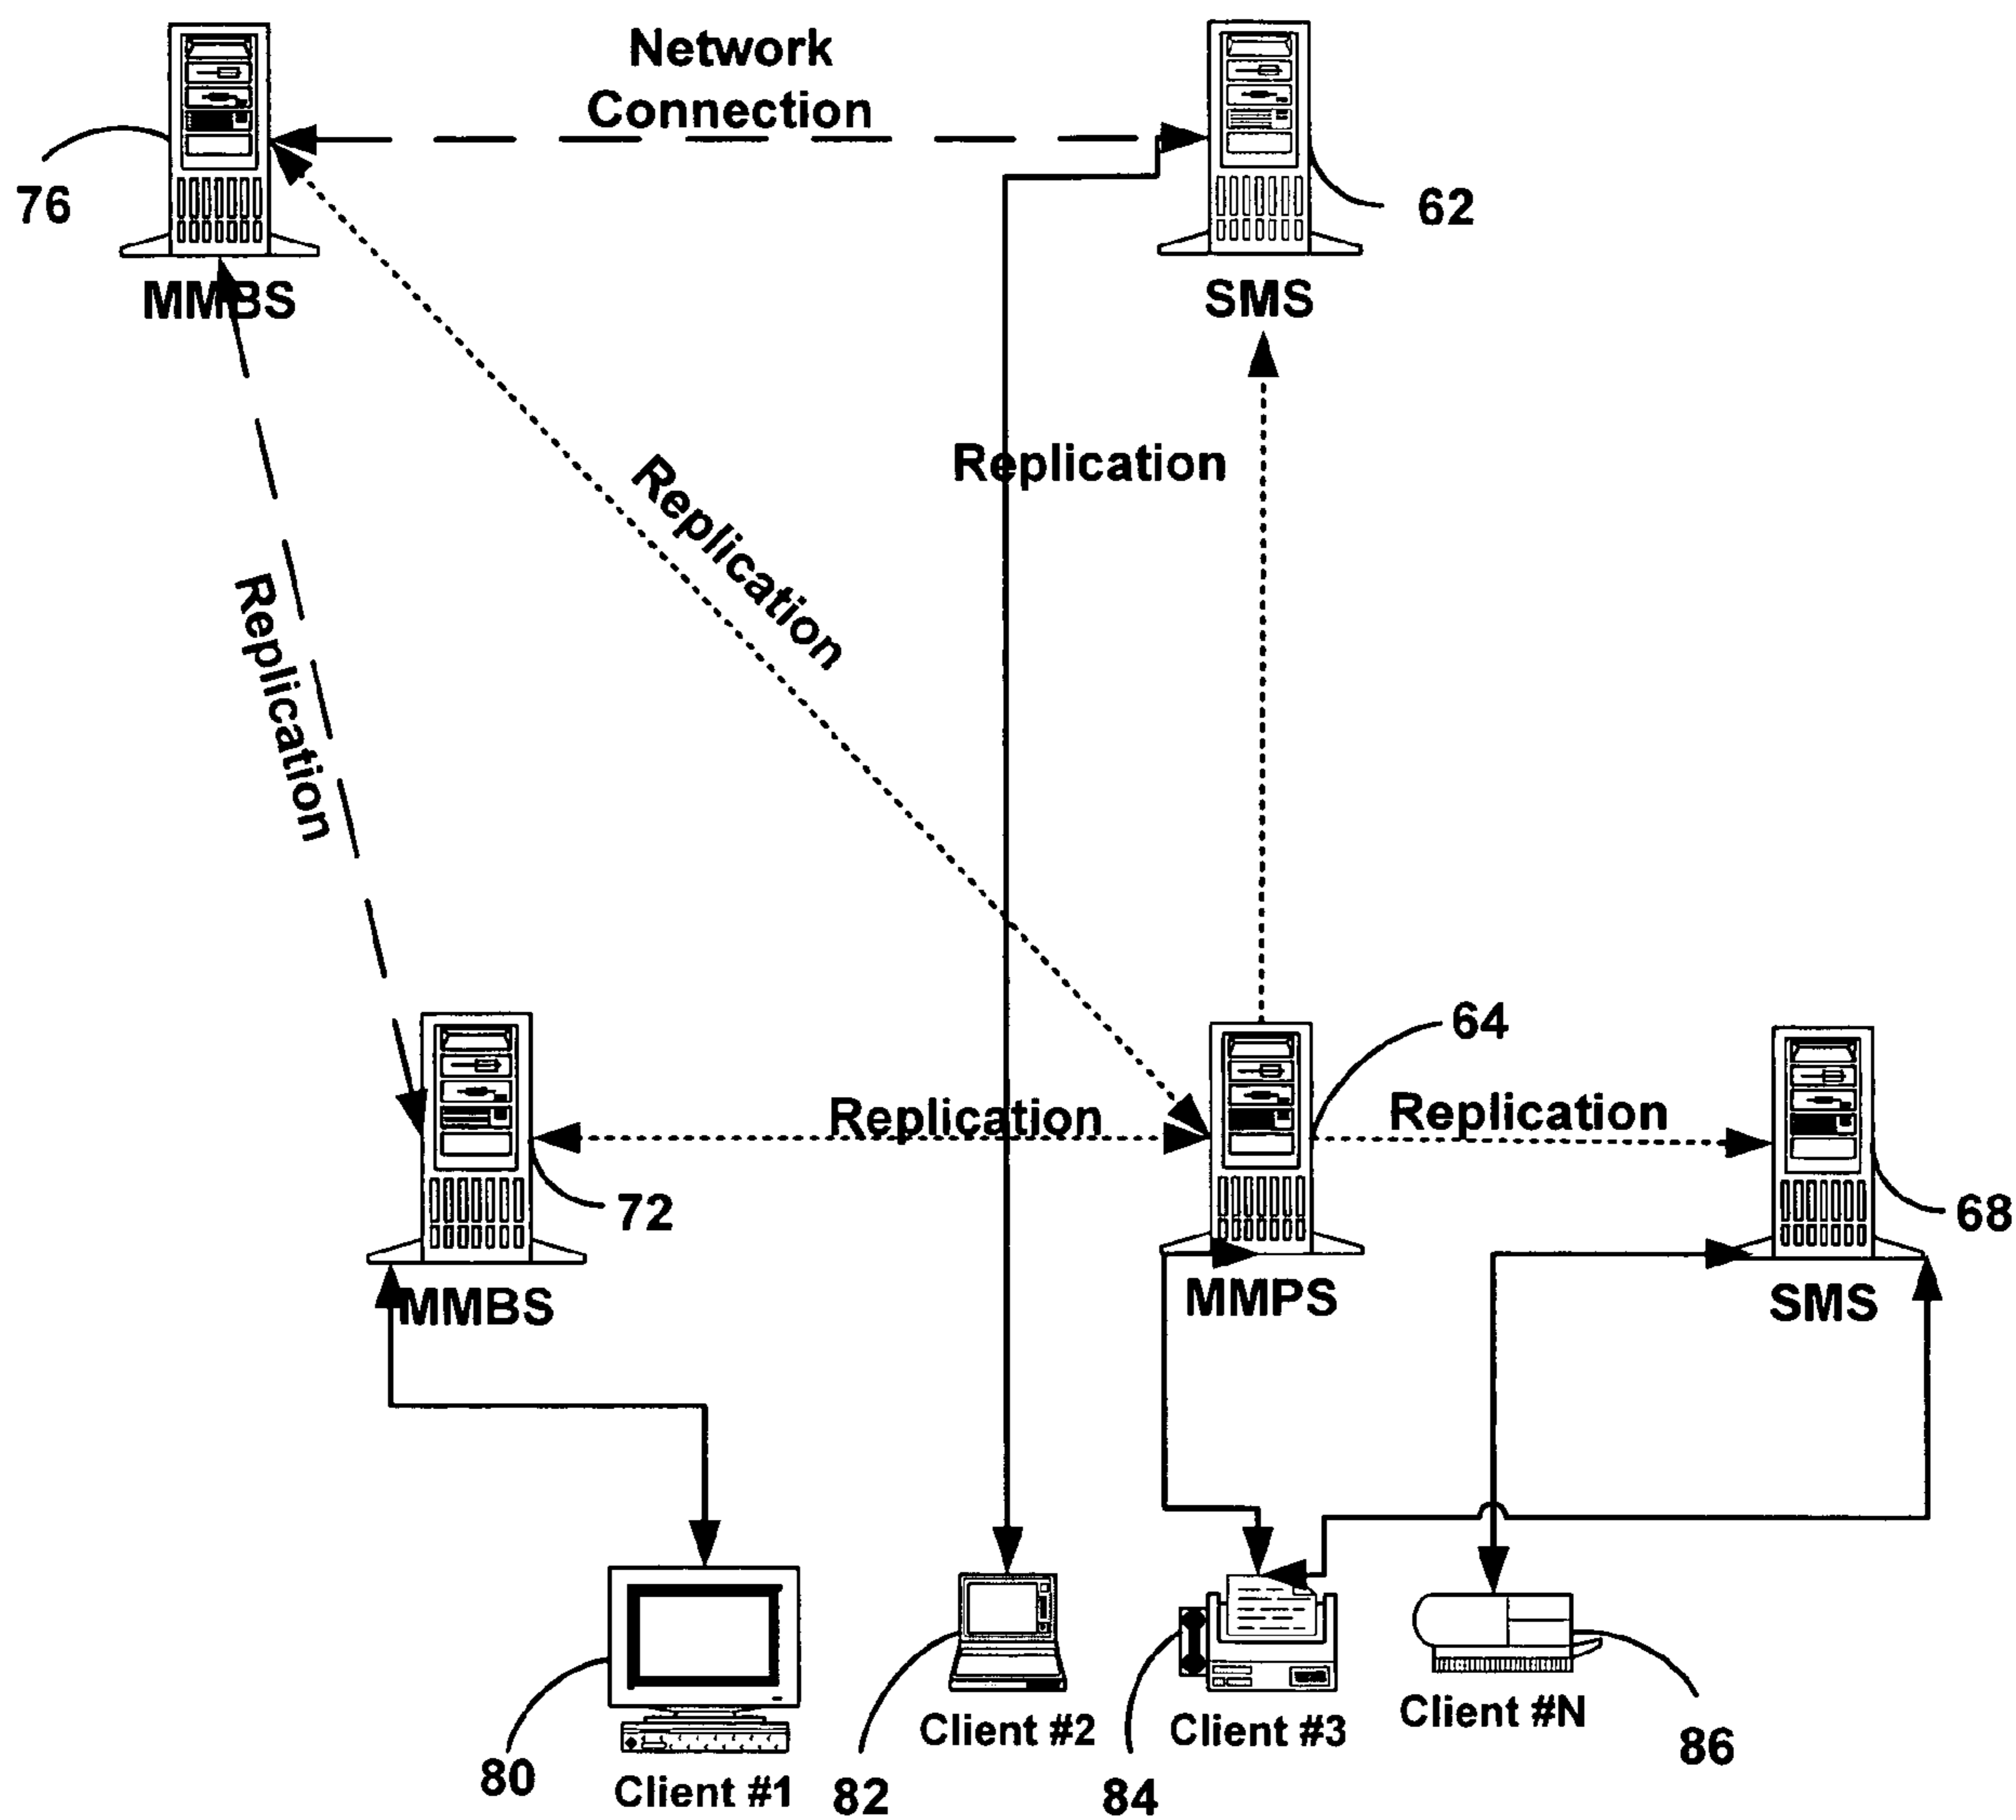 Network
Connection
76
62
MMBS
SMS
Replication
Replication
Replication
64
Replication
Replication
72
68
MMBS
MMPS
SMS
80
Client #1
82
Client #2
84
Client #3
Client #N
86